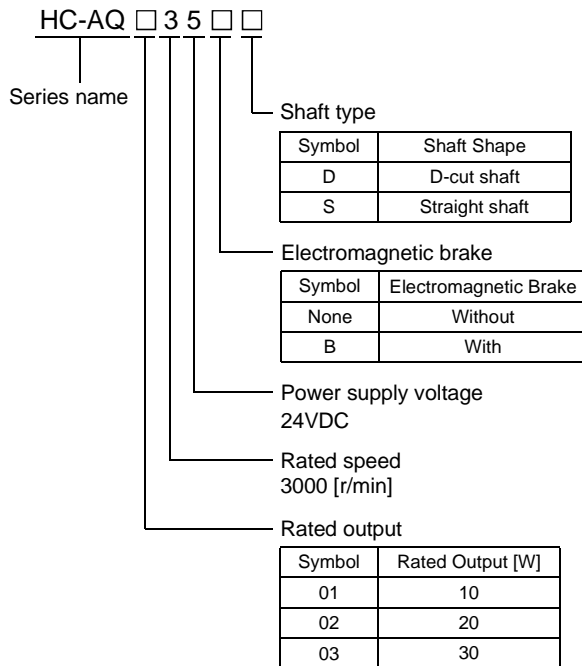 HC-AQ □ 3 5 □ □
Series name
Shaft type
Symbol Shaft Shape
D D-cut shaft
S Straight shaft
Electromagnetic brake
Symbol Electromagnetic Brake
None Without
B With
Power supply voltage
24VDC
Rated speed
3000 [r/min]
Rated output
Symbol Rated Output [W]
01 10
02 20
03 30